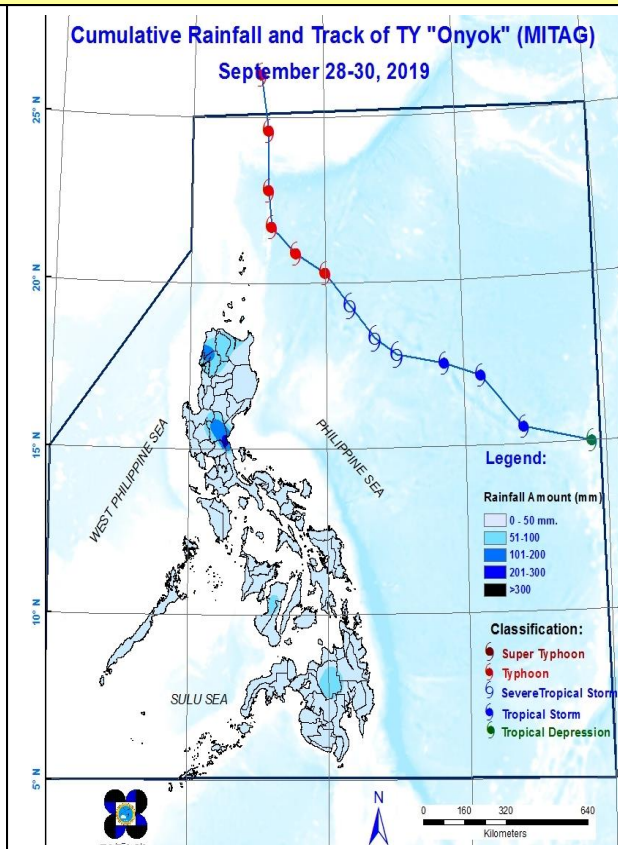 Cumulative Rainfall and Track of TY "Onyok" (MITAG)
September 28-30, 2019
25° N
20° N
15° N
10° N
5° N
WEST PHILIPPINE SEA
PHILIPPINE SEA
SULU SEA
Legend:
Rainfall Amount (mm)
0 - 50 mm.
51-100
101-200
201-300
>300
Classification:
Super Typhoon
Typhoon
SevereTropical Storm
Tropical Storm
Tropical Depression
N
0 160 320 640
Kilometers